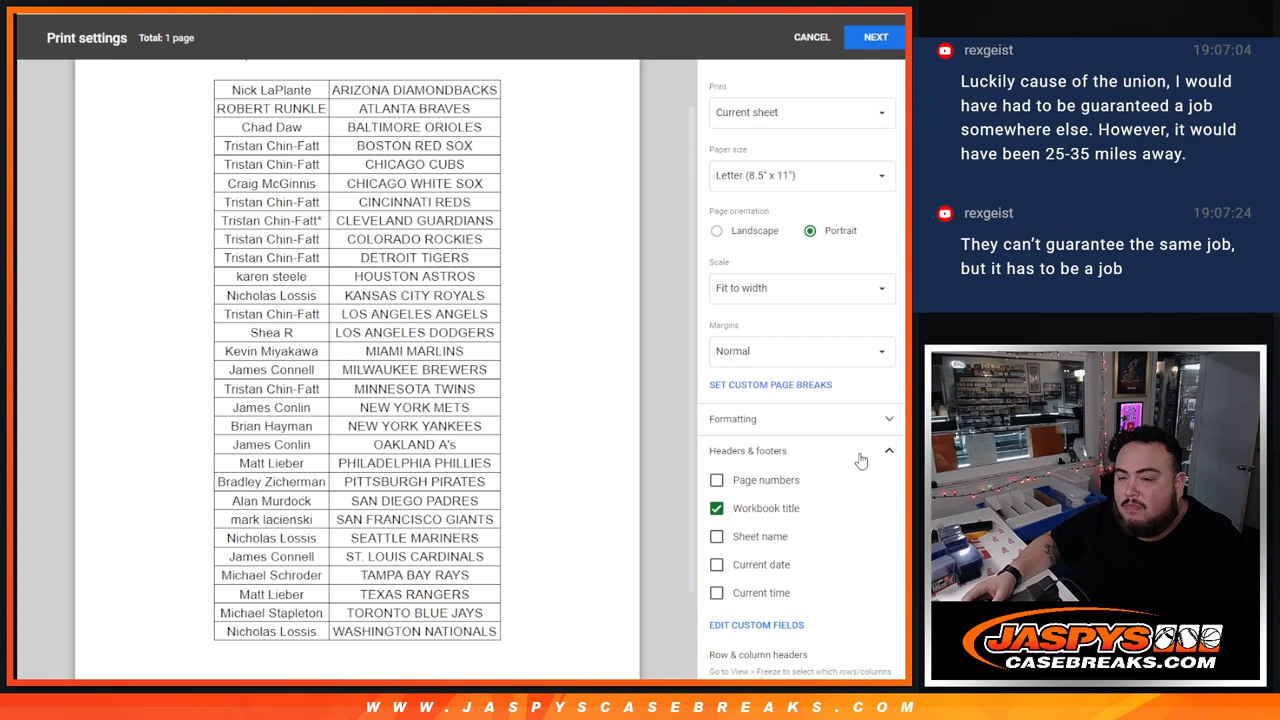 Print settings Total: 1 page CANCEL NEXT
Nick LaPlante ARIZONA DIAMONDBACKS
ROBERT RUNKLE ATLANTA BRAVES
Chad Daw BALTIMORE ORIOLES
Tristan Chin-Fatt BOSTON RED SOX
Tristan Chin-Fatt CHICAGO CUBS
Craig McGinnis CHICAGO WHITE SOX
Tristan Chin-Fatt CINCINNATI REDS
Tristan Chin-Fatt* CLEVELAND GUARDIANS
Tristan Chin-Fatt COLORADO ROCKIES
Tristan Chin-Fatt DETROIT TIGERS
karen steele HOUSTON ASTROS
Nicholas Lossis KANSAS CITY ROYALS
Tristan Chin-Fatt LOS ANGELES ANGELS
Shea R LOS ANGELES DODGERS
Kevin Miyakawa MIAMI MARLINS
James Connell MILWAUKEE BREWERS
Tristan Chin-Fatt MINNESOTA TWINS
James Conlin NEW YORK METS
Brian Hayman NEW YORK YANKEES
James Conlin OAKLAND A's
Matt Lieber PHILADELPHIA PHILLIES
Bradley Zicherman PITTSBURGH PIRATES
Alan Murdock SAN DIEGO PADRES
mark lacienski SAN FRANCISCO GIANTS
Nicholas Lossis SEATTLE MARINERS
James Connell ST. LOUIS CARDINALS
Michael Schroder TAMPA BAY RAYS
Matt Lieber TEXAS RANGERS
Michael Stapleton TORONTO BLUE JAYS
Nicholas Lossis WASHINGTON NATIONALS
Print
Current sheet
Paper size
Letter (8.5" x 11")
Page orientation
Landscape Portrait
Scale
Fit to width
Margins
Normal
SET CUSTOM PAGE BREAKS
Formatting
Headers & footers
Page numbers
Workbook title
Sheet name
Current date
Current time
EDIT CUSTOM FIELDS
Row & column headers
Go to View > Freeze to select which rows/columns
rexgeist 19:07:04
Luckily cause of the union, I would
have had to be guaranteed a job
somewhere else. However, it would
have been 25-35 miles away.
rexgeist 19:07:24
They can't guarantee the same job,
but it has to be a job
JASPYS
CASEBREAKS.COM
WWW.JASPYSCASEBREAKS.COM